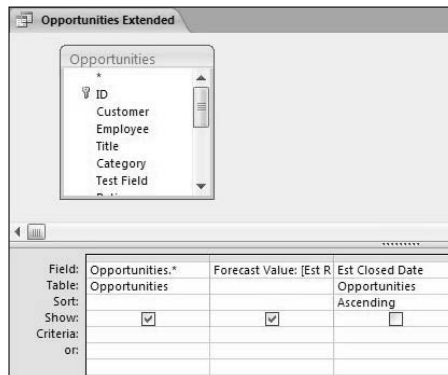 Opportunities Extended
Opportunities
*
ID
Customer
Employee
Title
Category
Test Field
Field: Opportunities.* Forecast Value: [Est R Est Closed Date
Table: Opportunities Opportunities
Sort: Ascending
Show:
Criteria:
or: